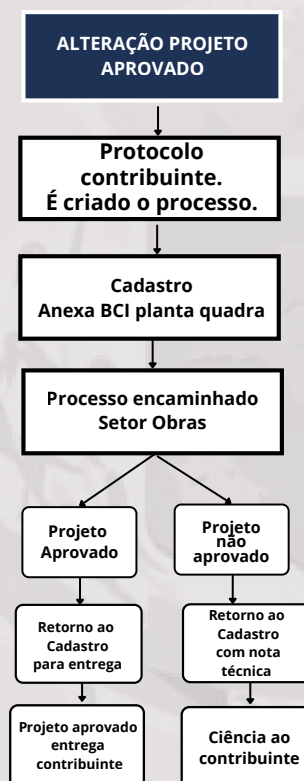 ALTERAÇÃO PROJETO
APROVADO
Protocolo
contribuinte.
É criado o processo.
Cadastro
Anexa BCI planta quadra
Processo encaminhado
Setor Obras
Projeto
Aprovado
Projeto
não
aprovado
Retorno ao
Cadastro
para entrega
Retorno ao
Cadastro
com nota
técnica
Projeto aprovado
entrega
contribuinte
Ciência ao
contribuinte